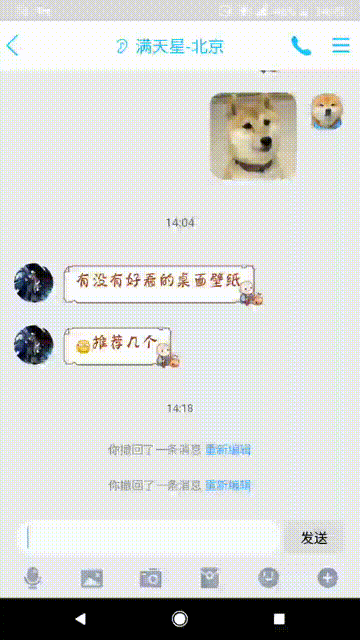 满天星-北京
14:04
有没有好看的桌面壁纸
推荐几个
14:18
你撤回了一条消息 重新编辑
你撤回了一条消息 重新编辑
发送